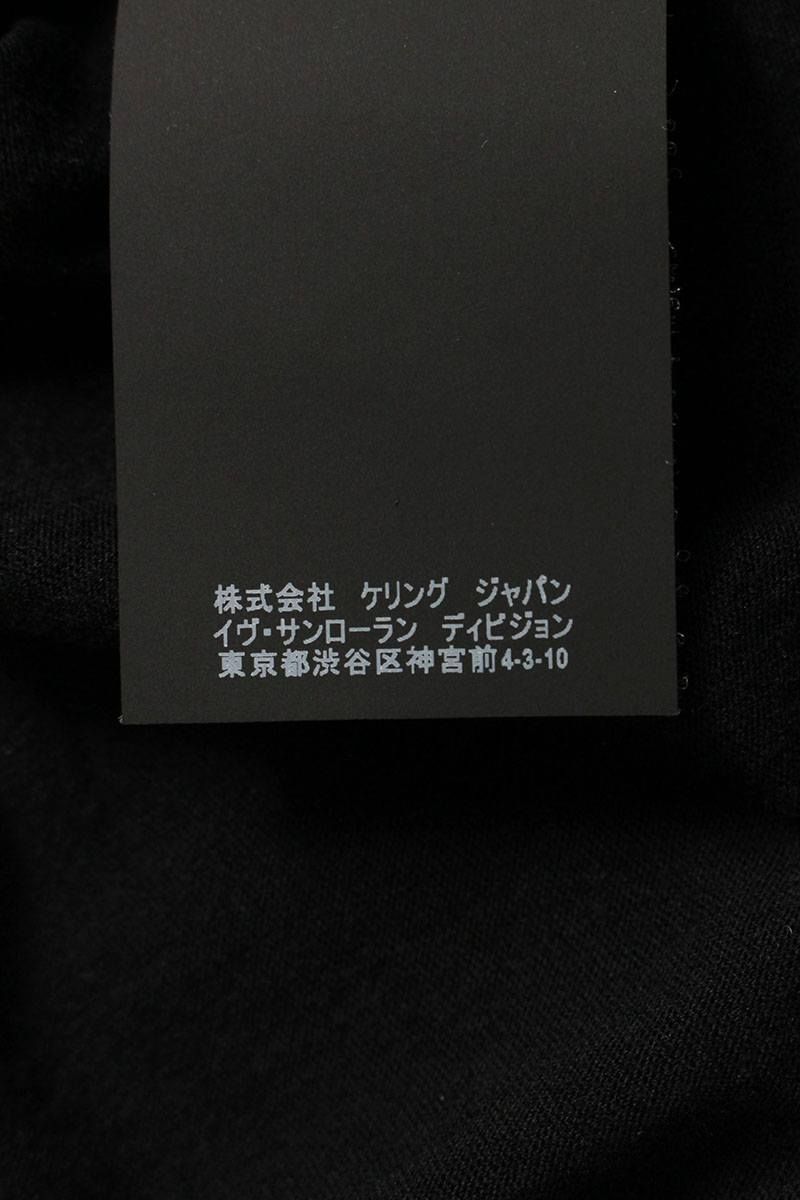 株式会社 ケリング ジャパン
イヴ・サンローラン ディビジョン
東京都渋谷区神宮前4-3-10